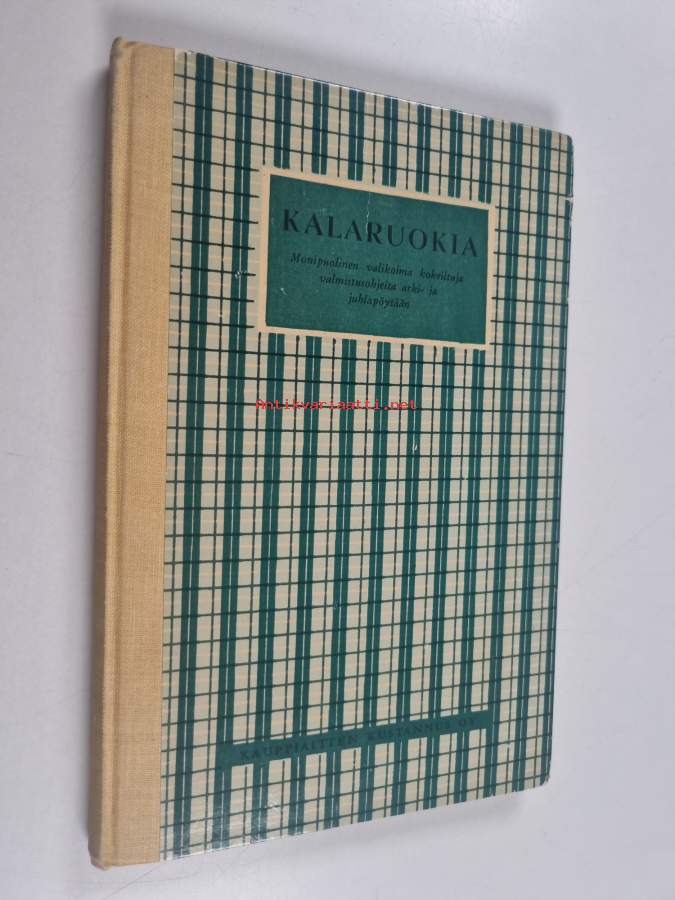 KALARUOKIA
Monipuolinen valikoima kokeiltuja
valmistusohjeita arki- ja
juhlapöytään
Antikvariaatti.net
KAUPPIAITTEN KUSTANNUS OY